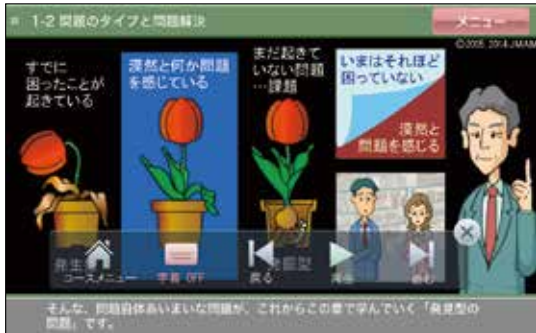 1-2 問題のタイプと問題解決
メニュー
©2005, 2014 JMAM
すでに
困ったことが
起きている
漠然と何か問題
を感じている
まだ起きて
いない問題
…課題
いまはそれほど
困っていない
漠然と
問題を感じる
発生
コースメニュー
字幕 OFF
戻る
再生
進む
そんな、問題自体あいまいな問題が、これからこの章で学んでいく「発見型の
問題」です。